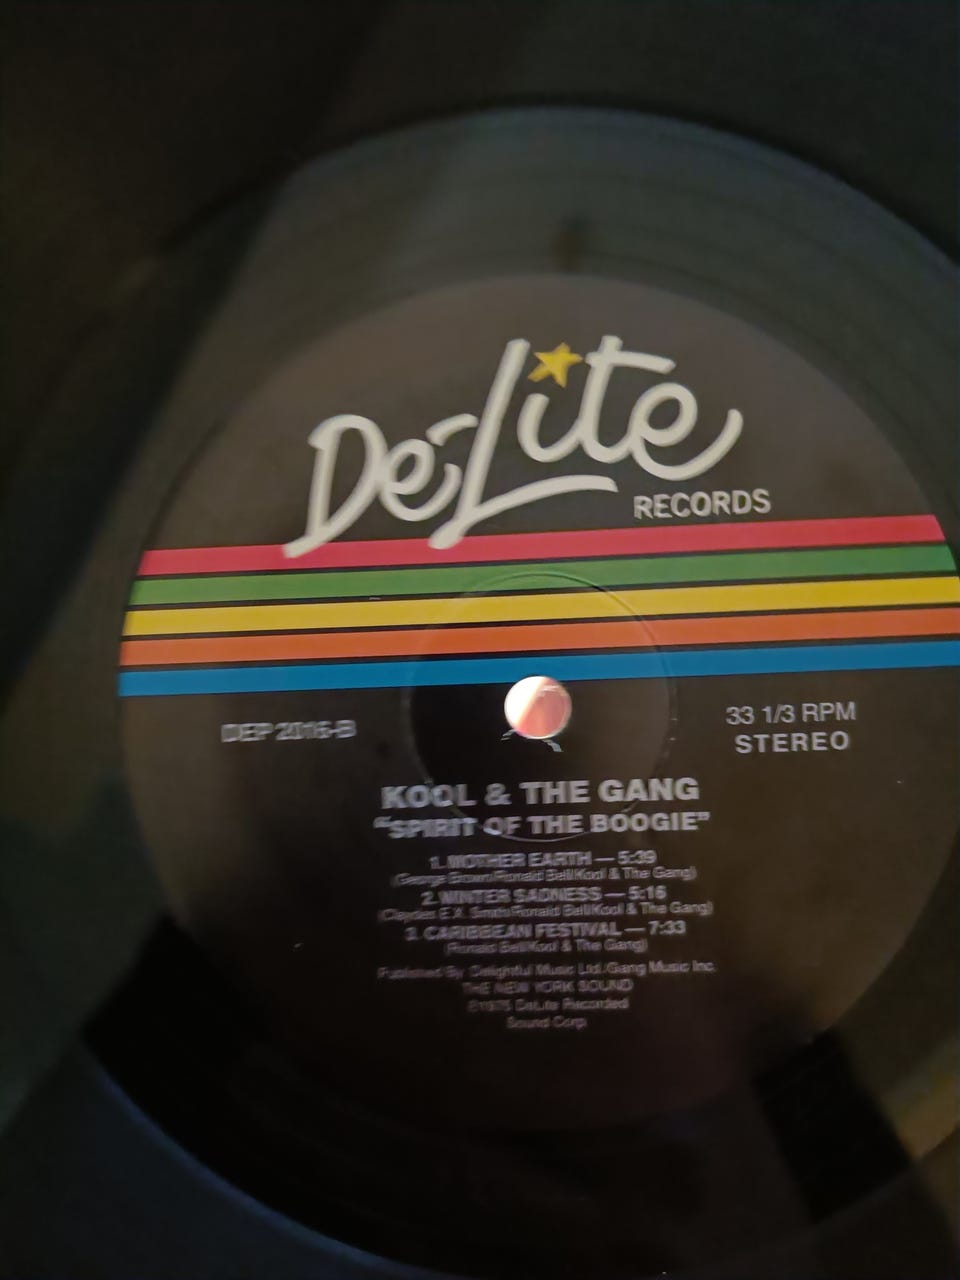 De-Lite
RECORDS
DEP 2016-B
33 1/3 RPM
STEREO
KOOL & THE GANG
“SPIRIT OF THE BOOGIE”
1. MOTHER EARTH — 5:39
(George Brown/Ronald Bell/Kool & The Gang)
2. WINTER SADNESS — 5:16
(Claydes E.X. Smith/Ronald Bell/Kool & The Gang)
3. CARIBBEAN FESTIVAL — 7:33
(Ronald Bell/Kool & The Gang)
Published By: Delightful Music Ltd./Gang Music Inc.
THE NEW YORK SOUND
1975 DeLite Recorded
Sound Corp.